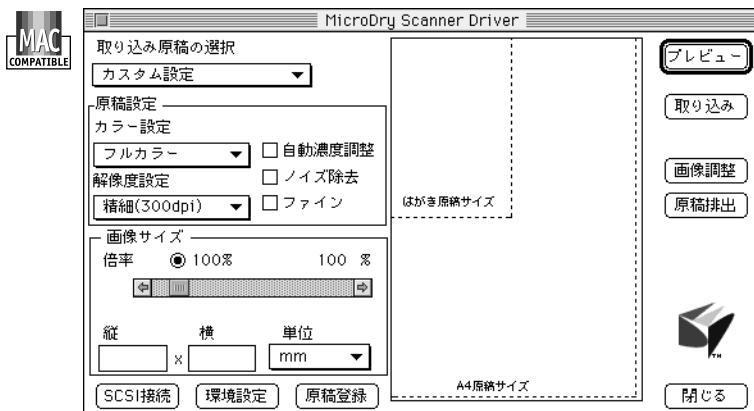 MAC
COMPATIBLE
MicroDry Scanner Driver
取り込み原稿の選択
カスタム設定
原稿設定
カラー設定
フルカラー
自動濃度調整
解像度設定
ノイズ除去
精細(300dpi)
ファイン
画像サイズ
倍率 100% 100 %
縦 横 単位
x mm
SCSI接続 環境設定 原稿登録
はがき原稿サイズ
A4原稿サイズ
プレビュー
取り込み
画像調整
原稿排出
TM
閉じる